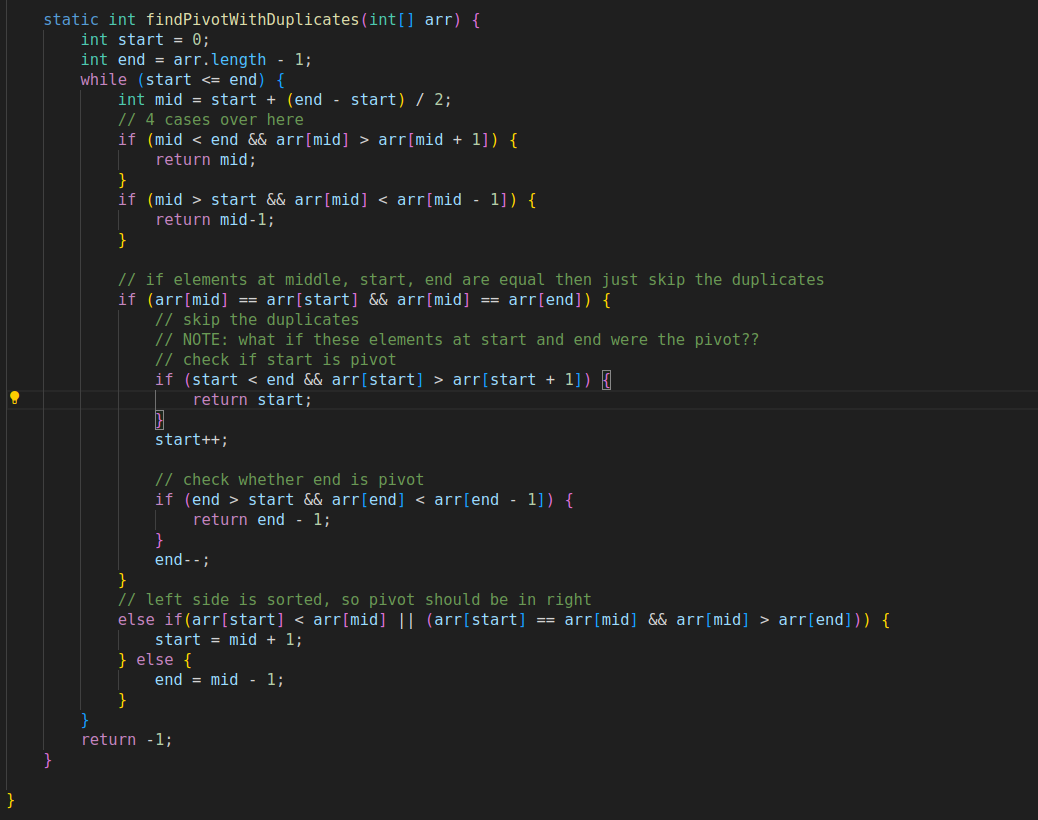 static int findPivotWithDuplicates(int[] arr) {
    int start = 0;
    int end = arr.length - 1;
    while (start <= end) {
        int mid = start + (end - start) / 2;
        // 4 cases over here
        if (mid < end && arr[mid] > arr[mid + 1]) {
            return mid;
        }
        if (mid > start && arr[mid] < arr[mid - 1]) {
            return mid-1;
        }

        // if elements at middle, start, end are equal then just skip the duplicates
        if (arr[mid] == arr[start] && arr[mid] == arr[end]) {
            // skip the duplicates
            // NOTE: what if these elements at start and end were the pivot??
            // check if start is pivot
            if (start < end && arr[start] > arr[start + 1]) {
                return start;
            }
            start++;

            // check whether end is pivot
            if (end > start && arr[end] < arr[end - 1]) {
                return end - 1;
            }
            end--;
        }
        // left side is sorted, so pivot should be in right
        else if(arr[start] < arr[mid] || (arr[start] == arr[mid] && arr[mid] > arr[end])) {
            start = mid + 1;
        } else {
            end = mid - 1;
        }
    }
    return -1;
}

}